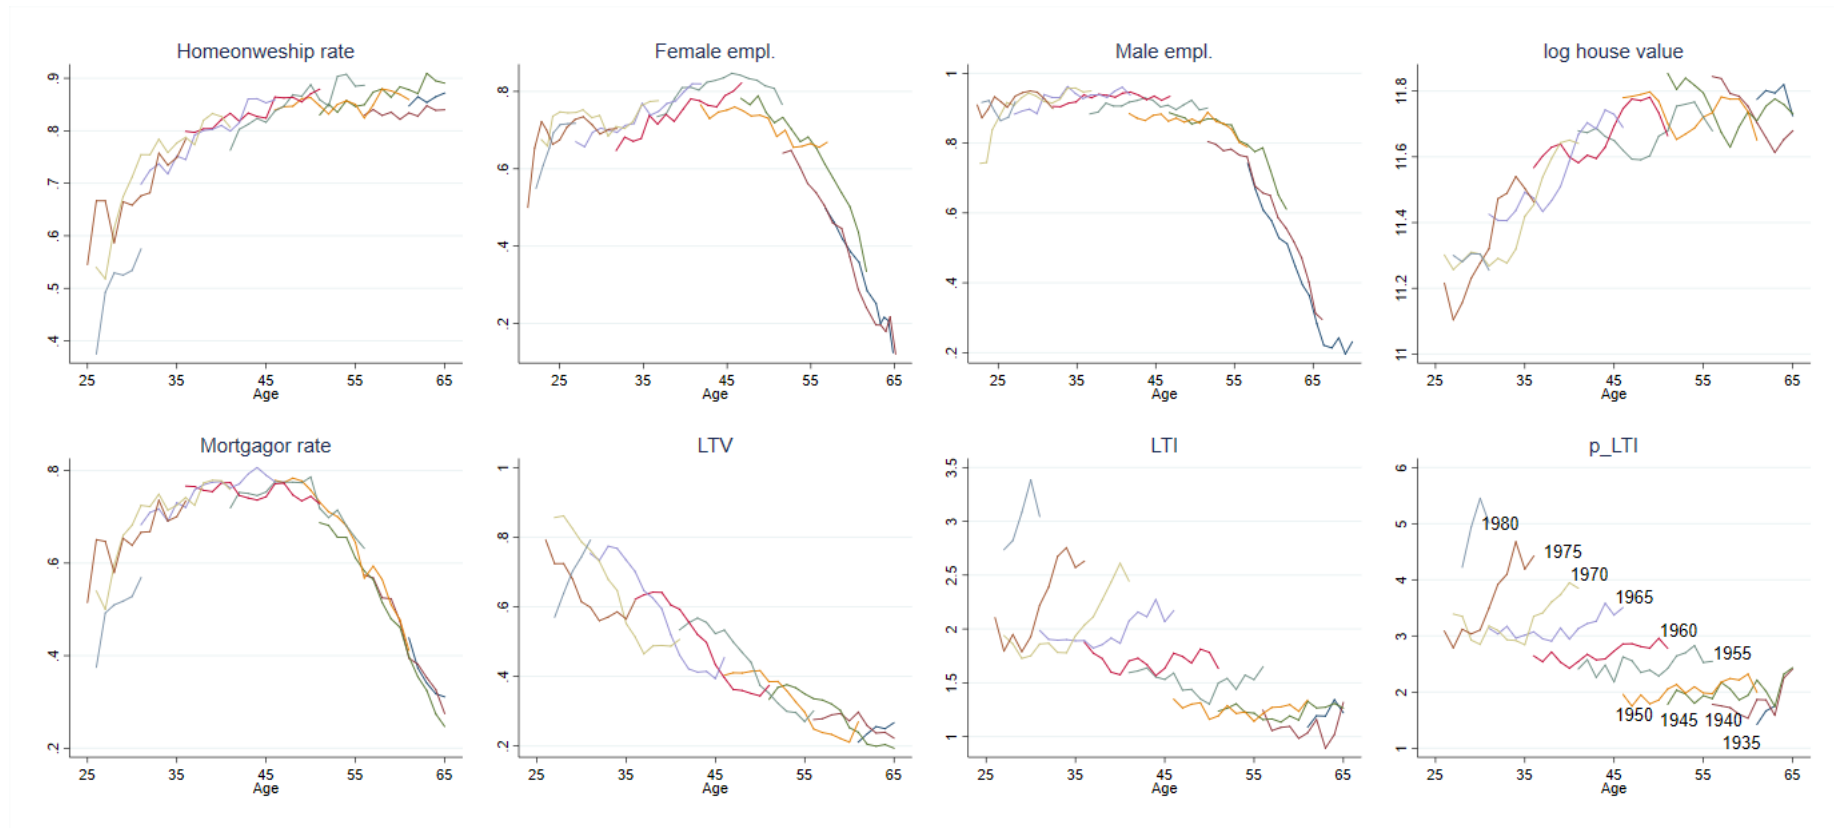 Homeonweship rate
.9
.8
.7
.6
.5
.4
25 35 45 55 65
Age
Female empl.
.8
.6
.4
.2
25 35 45 55 65
Age
Male empl.
1
.8
.6
.4
.2
25 35 45 55 65
Age
log house value
11.8
11.6
11.4
11.2
11
25 35 45 55 65
Age
Mortgagor rate
.8
.6
.4
.2
25 35 45 55 65
Age
LTV
1
.8
.6
.4
.2
25 35 45 55 65
Age
LTI
3.5
3
2.5
2
1.5
1
25 35 45 55 65
Age
p_LTI
6
5
4
3
2
1
1980
1975
1970
1965
1960
1955
1950 1945 1940
1935
25 35 45 55 65
Age